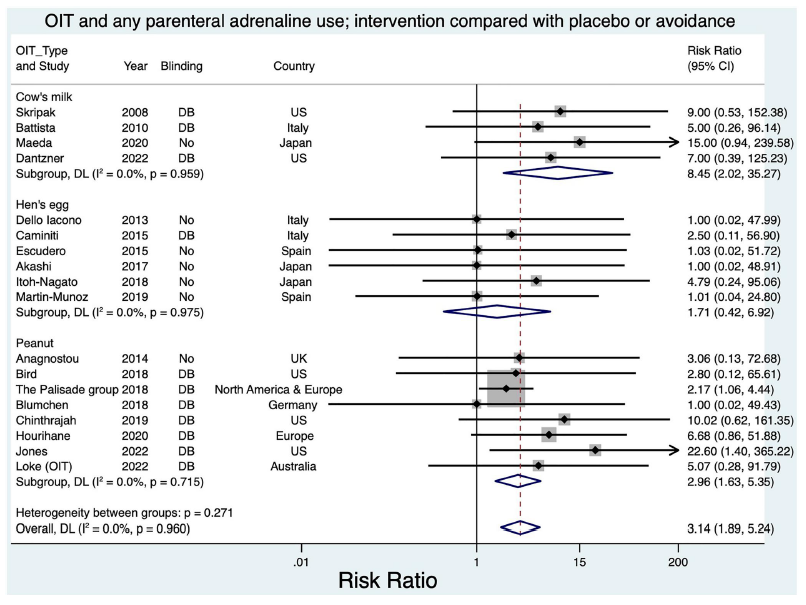 OIT and any parenteral adrenaline use; intervention compared with placebo or avoidance
OIT_Type and Study Year Blinding Country Risk Ratio (95% CI)
Cow's milk
Skripak 2008 DB US 9.00 (0.53, 152.38)
Battista 2010 DB Italy 5.00 (0.26, 96.14)
Maeda 2020 No Japan 15.00 (0.94, 239.58)
Dantzner 2022 DB US 7.00 (0.39, 125.23)
Subgroup, DL (I² = 0.0%, p = 0.959) 8.45 (2.02, 35.27)
Hen's egg
Dello Iacono 2013 No Italy 1.00 (0.02, 47.99)
Caminiti 2015 DB Italy 2.50 (0.11, 56.90)
Escudero 2015 No Spain 1.03 (0.02, 51.72)
Akashi 2017 No Japan 1.00 (0.02, 48.91)
Itoh-Nagato 2018 No Japan 4.79 (0.24, 95.06)
Martin-Munoz 2019 No Spain 1.01 (0.04, 24.80)
Subgroup, DL (I² = 0.0%, p = 0.975) 1.71 (0.42, 6.92)
Peanut
Anagnostou 2014 No UK 3.06 (0.13, 72.68)
Bird 2018 DB US 2.80 (0.12, 65.61)
The Palisade group 2018 DB North America & Europe 2.17 (1.06, 4.44)
Blumchen 2018 DB Germany 1.00 (0.02, 49.43)
Chinthrajah 2019 DB US 10.02 (0.62, 161.35)
Hourihane 2020 DB Europe 6.68 (0.86, 51.88)
Jones 2022 DB US 22.60 (1.40, 365.22)
Loke (OIT) 2022 DB Australia 5.07 (0.28, 91.79)
Subgroup, DL (I² = 0.0%, p = 0.715) 2.96 (1.63, 5.35)
Heterogeneity between groups: p = 0.271
Overall, DL (I² = 0.0%, p = 0.960) 3.14 (1.89, 5.24)
.01 1 15 200
Risk Ratio